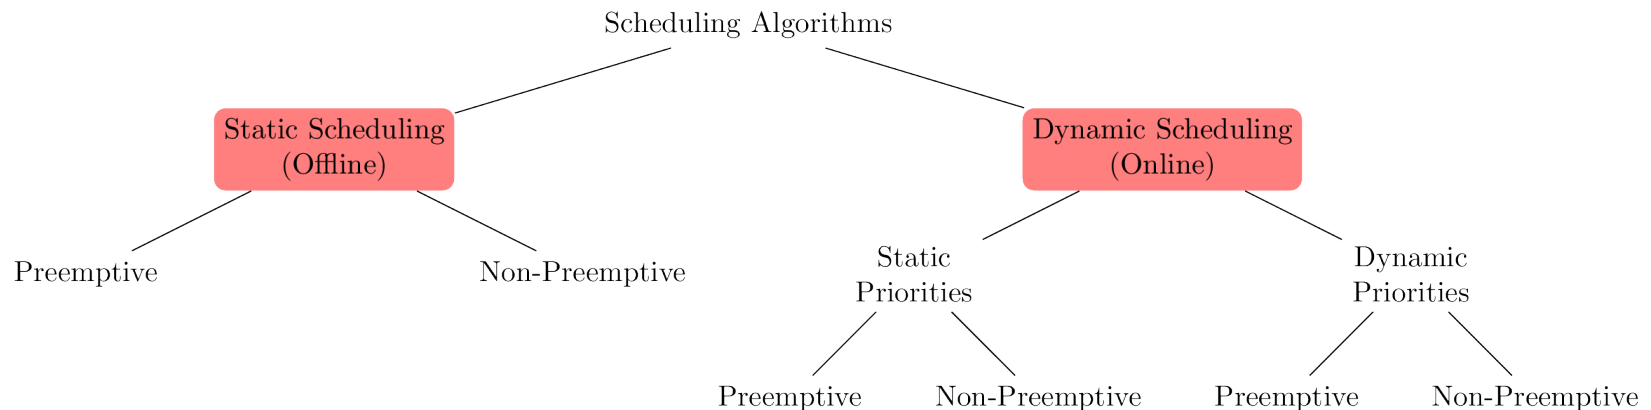 Scheduling Algorithms
Static Scheduling
(Offline)
Dynamic Scheduling
(Online)
Preemptive
Non-Preemptive
Static
Priorities
Dynamic
Priorities
Preemptive
Non-Preemptive
Preemptive
Non-Preemptive